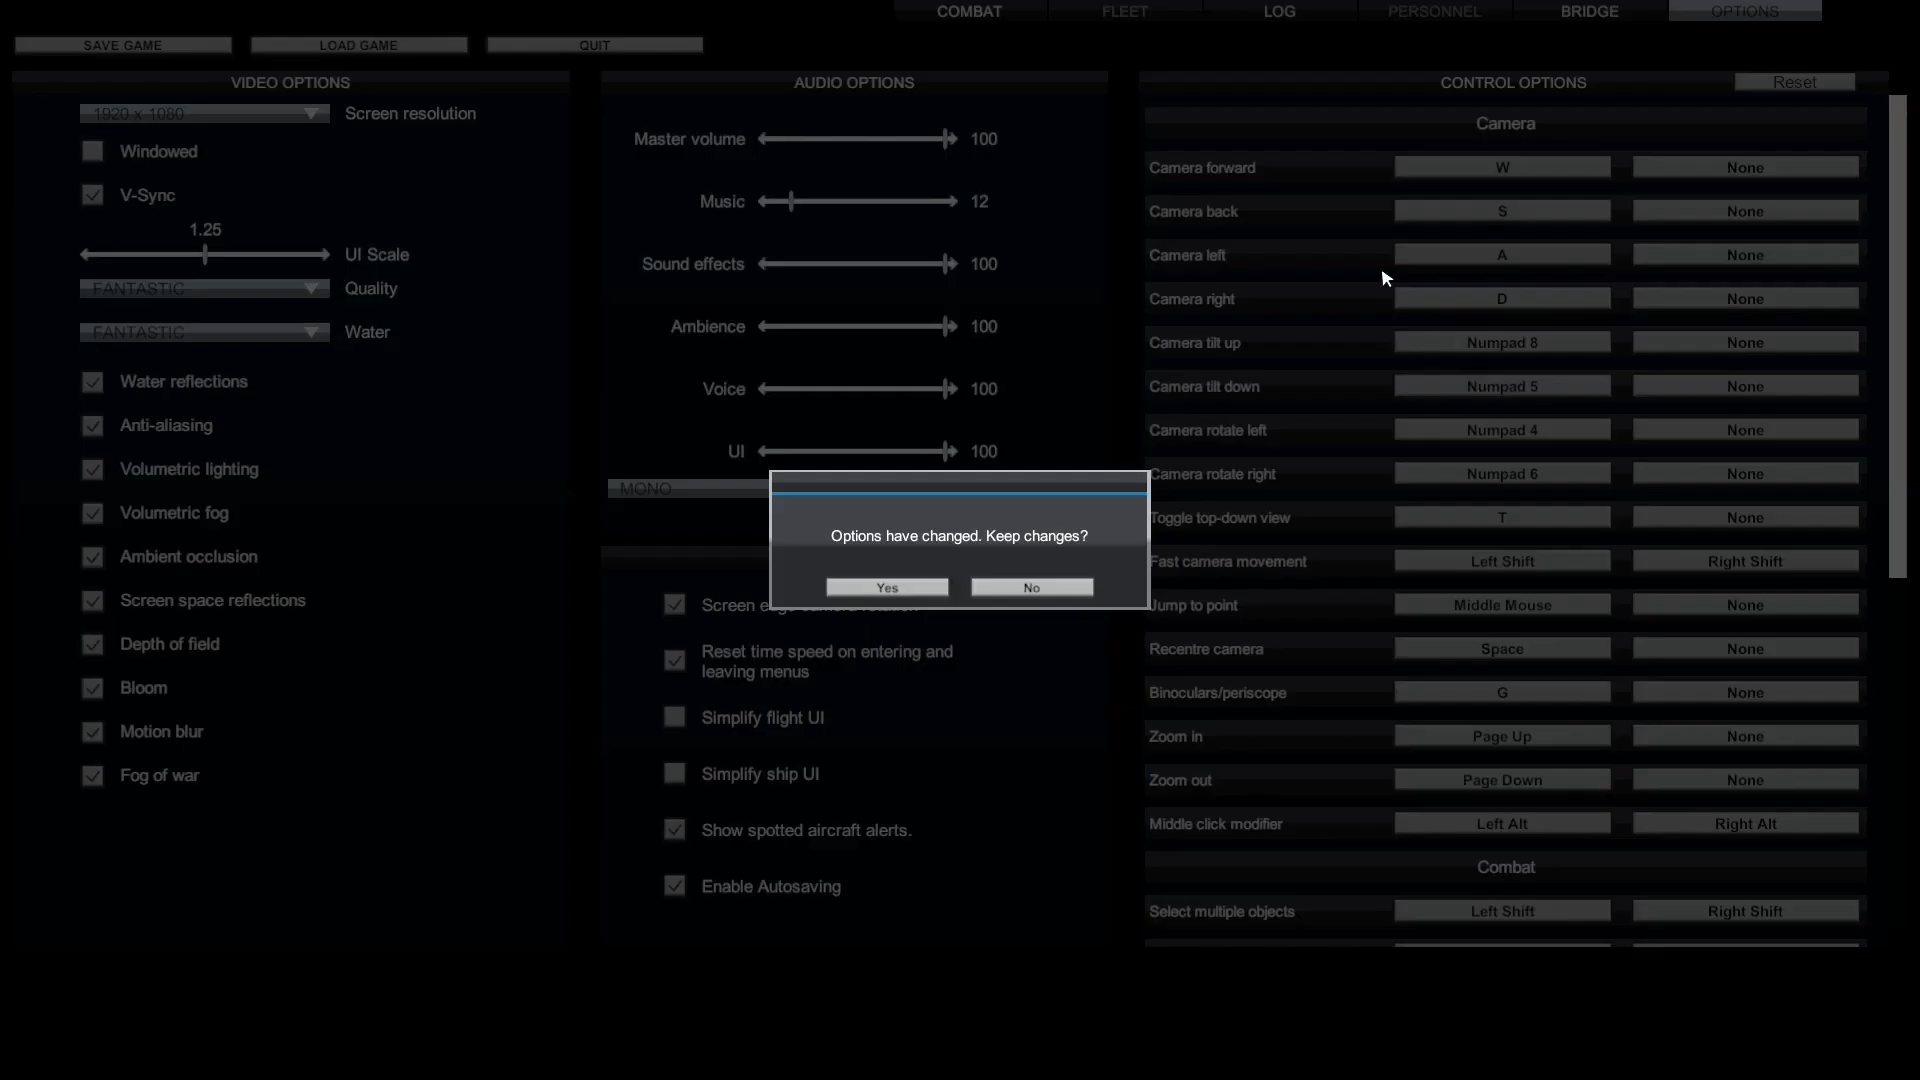 COMBAT FLEET LOG PERSONNEL BRIDGE OPTIONS
SAVE GAME LOAD GAME QUIT
VIDEO OPTIONS
1920 x 1080 Screen resolution
Windowed
V-Sync
1.25
UI Scale
FANTASTIC Quality
FANTASTIC Water
Water reflections
Anti-aliasing
Volumetric lighting
Volumetric fog
Ambient occlusion
Screen space reflections
Depth of field
Bloom
Motion blur
Fog of war
AUDIO OPTIONS
Master volume 100
Music 12
Sound effects 100
Ambience 100
Voice 100
UI 100
MONO
Options have changed. Keep changes?
Yes No
Screen
Reset time speed on entering and
leaving menus
Simplify flight UI
Simplify ship UI
Show spotted aircraft alerts.
Enable Autosaving
CONTROL OPTIONS Reset
Camera
Camera forward W None
Camera back S None
Camera left A None
Camera right D None
Camera tilt up Numpad 8 None
Camera tilt down Numpad 5 None
Camera rotate left Numpad 4 None
Camera rotate right Numpad 6 None
Toggle top-down view T None
Fast camera movement Left Shift Right Shift
Jump to point Middle Mouse None
Recentre camera Space None
Binoculars/periscope G None
Zoom in Page Up None
Zoom out Page Down None
Middle click modifier Left Alt Right Alt
Combat
Select multiple objects Left Shift Right Shift